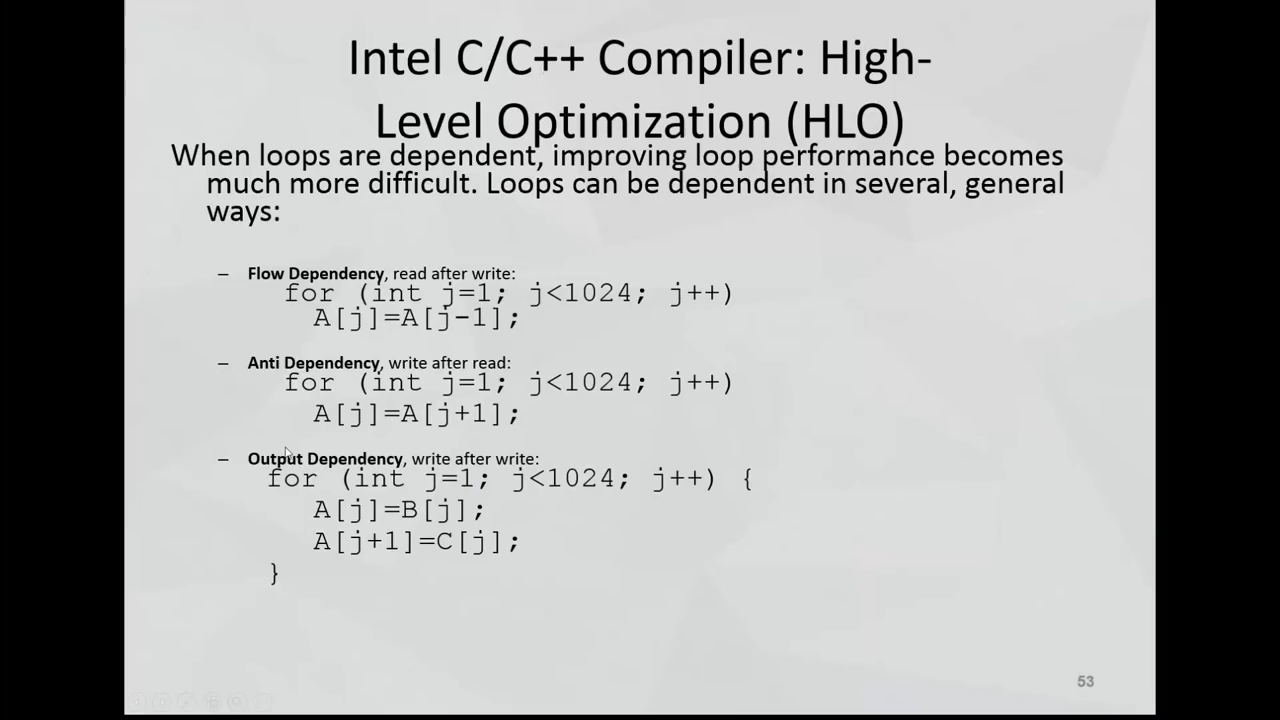 Intel C/C++ Compiler: High-
Level Optimization (HLO)
When loops are dependent, improving loop performance becomes
much more difficult. Loops can be dependent in several, general
ways:
– Flow Dependency, read after write:
for (int j=1; j<1024; j++)
A[j]=A[j-1];
– Anti Dependency, write after read:
for (int j=1; j<1024; j++)
A[j]=A[j+1];
– Output Dependency, write after write:
for (int j=1; j<1024; j++) {
A[j]=B[j];
A[j+1]=C[j];
}
53